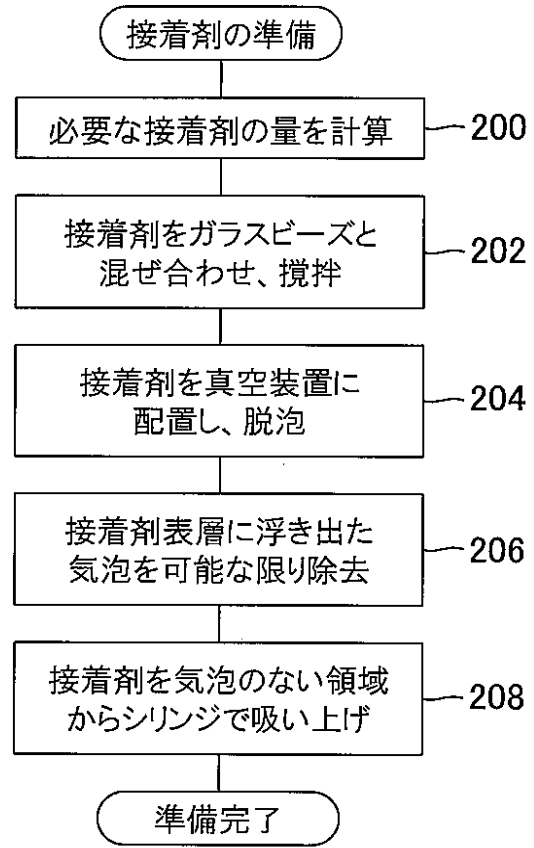 接着剤の準備
必要な接着剤の量を計算
200
接着剤をガラスビーズと
混ぜ合わせ、撹拌
202
接着剤を真空装置に
配置し、脱泡
204
接着剤表層に浮き出た
気泡を可能な限り除去
206
接着剤を気泡のない領域
からシリンジで吸い上げ
208
準備完了